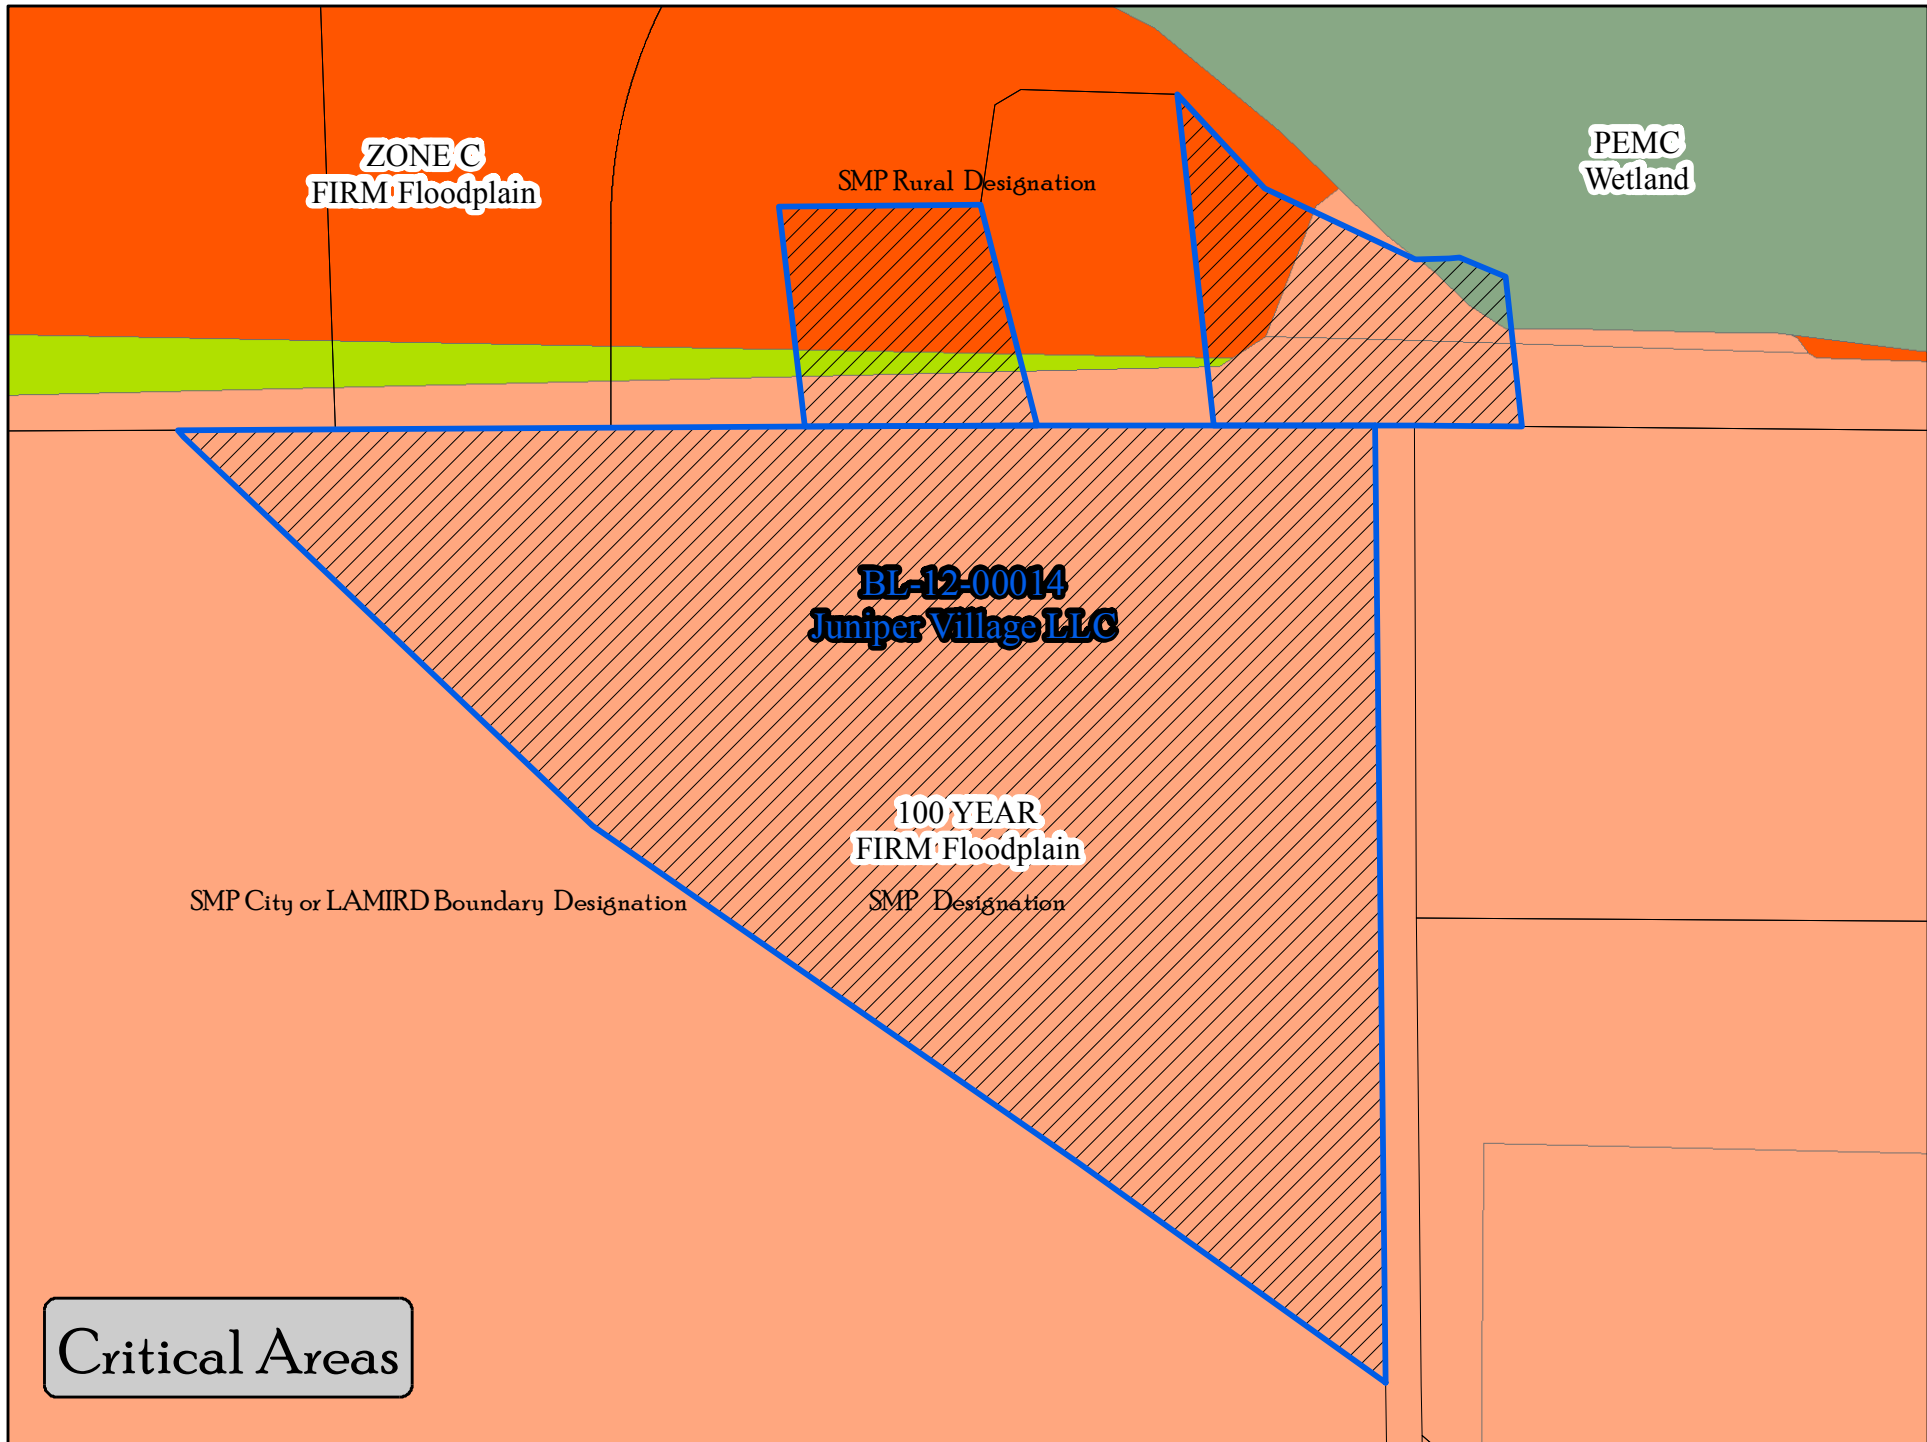 ZONE C
FIRM Floodplain
SMP Rural Designation
PEMC
Wetland
BL-12-00014
Juniper Village LLC
100 YEAR
FIRM Floodplain
SMP City or LAMIRD Boundary Designation
SMP Designation
Critical Areas